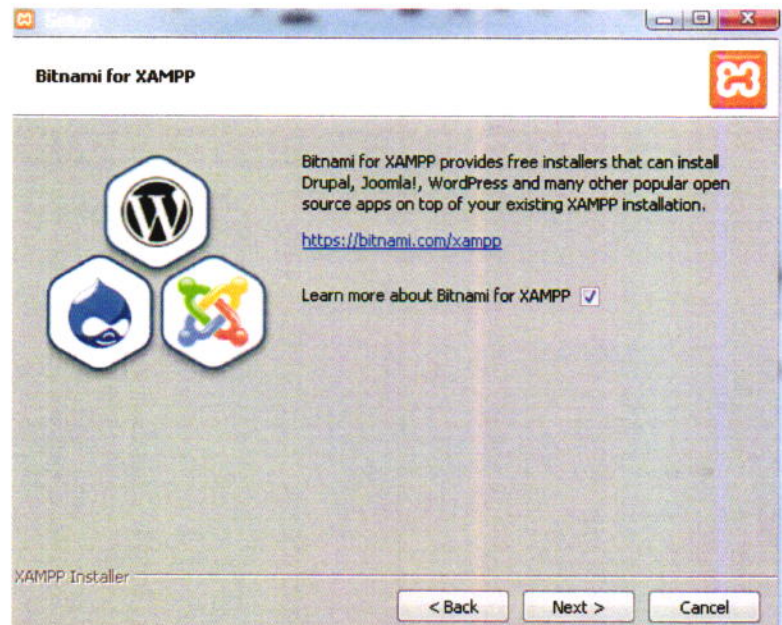 Setup
Bitnami for XAMPP
Bitnami for XAMPP provides free installers that can install
Drupal, Joomla!, WordPress and many other popular open
source apps on top of your existing XAMPP installation.
https://bitnami.com/xampp
Learn more about Bitnami for XAMPP
XAMPP Installer
< Back
Next >
Cancel